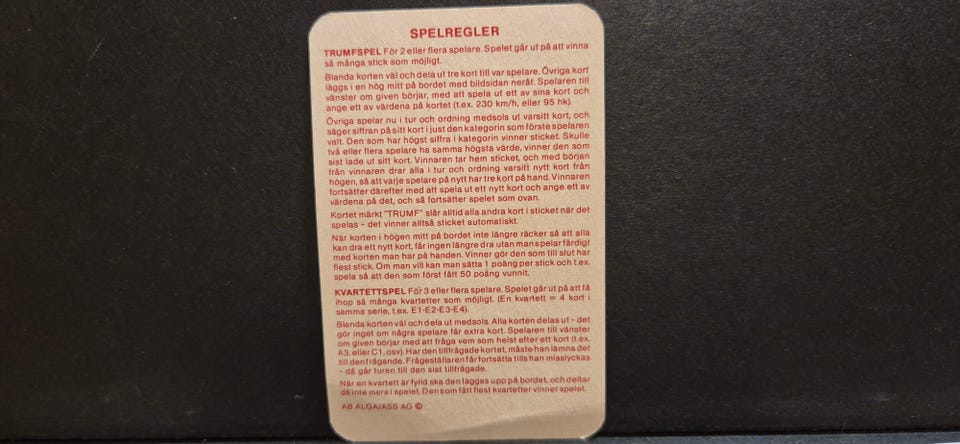 SPELREGLER
TRUMFSPEL För 2 eller flera spelare. Spelet går ut på att vinna
så många stick som möjligt.
Blanda korten väl och dela ut tre kort till var spelare. Övriga kort
läggs i en hög mitt på bordet med bildsidan neråt. Spelaren till
vänster om given börjar, med att spela ut ett av sina kort och
ange ett av värdena på kortet (t.ex. 230 km/h, eller 95 hk).
Övriga spelar nu i tur och ordning medsols ut varsitt kort, och
säger siffran på sitt kort i just den kategorin som förste spelaren
valt. Den som har högst siffra i kategorin vinner sticket. Skulle
två eller flera spelare ha samma högsta värde, vinner den som
sist lade ut sitt kort. Vinnaren tar hem sticket, och med början
från vinnaren drar alla i tur och ordning varsitt nytt kort från
högen, så att varje spelare på nytt har tre kort på hand. Vinnaren
fortsätter därefter med att spela ut ett nytt kort och ange ett av
värdena på det, och så fortsätter spelet som ovan.
Kortet märkt "TRUMF" slår alltid alla andra kort i sticket när det
spelas - det vinner alltså sticket automatiskt.
När korten i högen mitt på bordet inte längre räcker så att alla
kan dra ett nytt kort, får ingen längre dra utan man spelar färdigt
med korten man har på handen. Vinner gör den som till slut har
flest stick. Om man vill kan man sätta 1 poäng per stick och t.ex.
spela så att den som först fått 50 poäng vunnit.
KVARTETTSPEL För 3 eller flera spelare. Spelet går ut på att få
ihop så många kvartetter som möjligt. (En kvartett = 4 kort i
samma serie, t.ex. E1-E2-E3-E4).
Blanda korten väl och dela ut medsols. Alla korten delas ut - det
gör inget om några spelare får extra kort. Spelaren till vänster
om given börjar med att fråga vem som helst efter ett kort (t.ex.
A3, eller C1, osv). Har den tillfrågade kortet, måste han lämna det
till den frågande. Frågeställaren får fortsätta tills han misslyckas
- då går turen till den sist tillfrågade.
När en kvartett är fylld ska den läggas upp på bordet, och deltar
då inte mera i spelet. Den som fått flest kvartetter vinner spelet.
AB ALGA/ASS AG ©